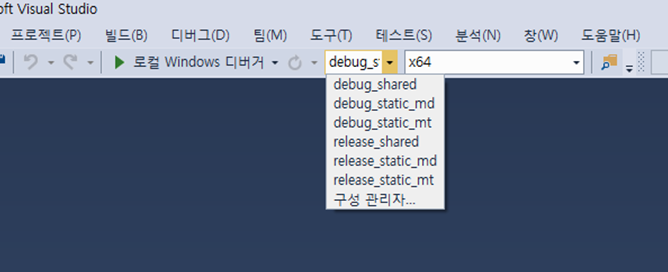 oft Visual Studio
프로젝트(P) 빌드(B) 디버그(D) 팀(M) 도구(T) 테스트(S) 분석(N) 창(W) 도움말(H)
로컬 Windows 디버거 debug_s x64
debug_shared
debug_static_md
debug_static_mt
release_shared
release_static_md
release_static_mt
구성 관리자...